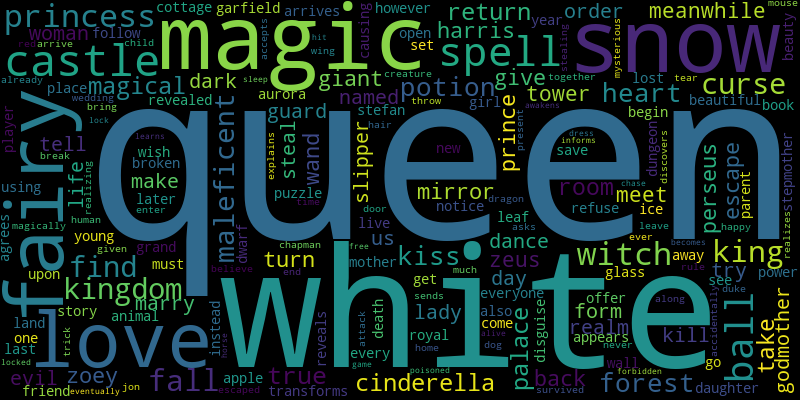 princess
cottage garfield arrives however
return
harris
year order
meanwhile
mouse
woman follow
magic
causing open set
snow
mysterious
stealing beauty
red arrive child
castle
wing hit accepts
spell
lost tear
already place magical
dark giant
creature
potion give heart curse
bring revealed aurora sleep
together
throw
named girl tower beautiful book
player
fairy
wedding
lock
maleficent
guard stefan
steal
wand
hair
slipper
prince
awakens
present
dress
informs
begin
dungeon
discovers
stepmother
tell learns
break
realizing
life
wish
broken
explains
mirror
new
save
perseus
escape
parent
chase
using
make
puzzle
time
notice
dragon
room meet
agrees
magically
human later
enter
door
live
leaf
asks
refuse ice
leave
realizes
queen
given grand
dwarf
chapman
free
us
dance
ever happy
becomes
young
must
believe
mother
kiss
zeus
witch
king
away
rule
upon
find
turn
end
much
day
glass try power
kingdom
marry
story
animal
instead
white
get
sends
everyone
offer
form
see
duke
love
land
one
trick
reveals
attack
death
lady
also
come
palace
disguised
realm
appears
kill
accidentally
along
ball
take
godmother
last
locked
horse
every
royal
home
alive
dog
never
wall
go
evil zoey
fall
apple true
game
cinderella
back
forbidden
forest
daughter
friend
eventually jon
transforms
escaped
poisoned
survived